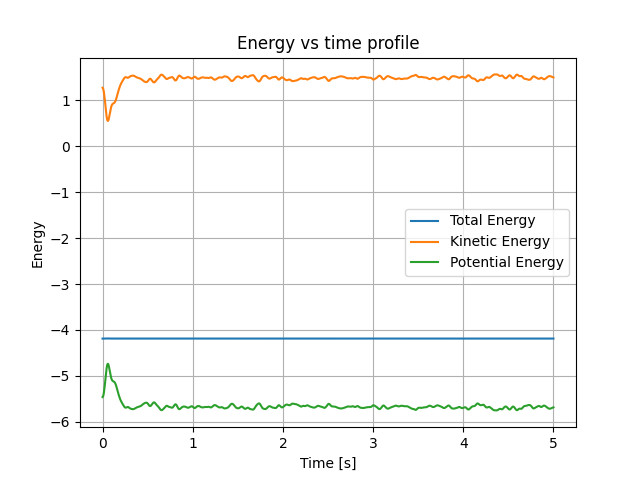 Energy vs time profile
1
0
−1
−2
−3
−4
−5
−6
Energy
Total Energy
Kinetic Energy
Potential Energy
0 1 2 3 4 5
Time [s]